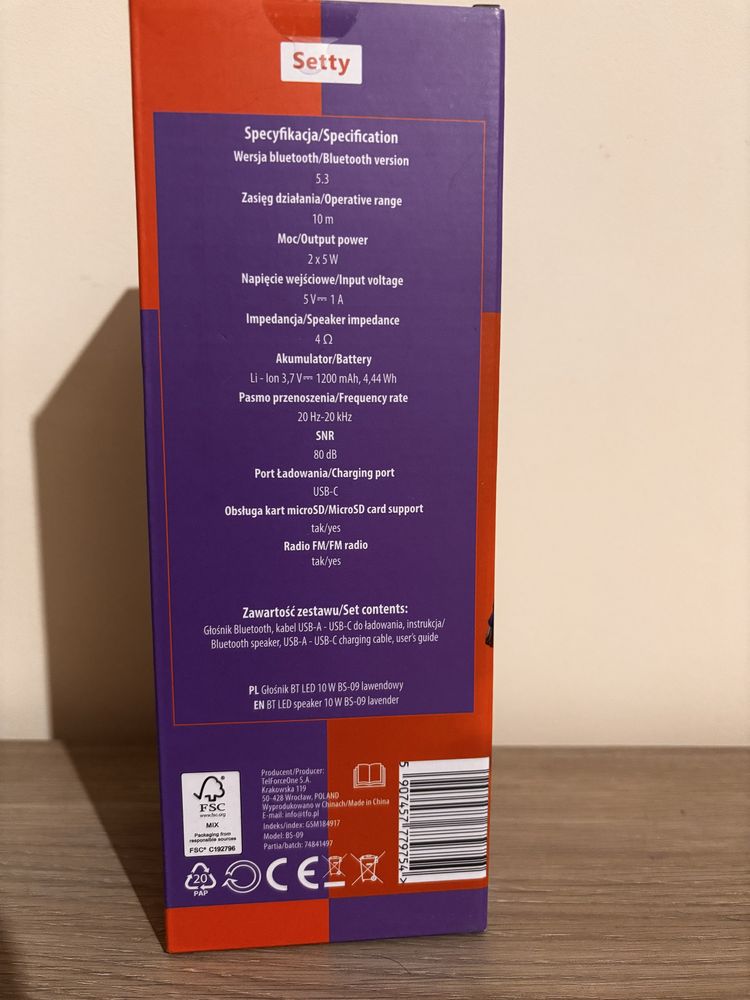 Setty
Specyfikacja/Specification
Wersja bluetooth/Bluetooth version
5.3
Zasięg działania/Operative range
10 m
Moc/Output power
2 x 5 W
Napięcie wejściowe/Input voltage
5 V⎓ 1 A
Impedancja/Speaker impedance
4 Ω
Akumulator/Battery
Li - Ion 3,7 V⎓ 1200 mAh, 4,44 Wh
Pasmo przenoszenia/Frequency rate
20 Hz-20 kHz
SNR
80 dB
Port Ładowania/Charging port
USB-C
Obsługa kart microSD/MicroSD card support
tak/yes
Radio FM/FM radio
tak/yes
Zawartość zestawu/Set contents:
Głośnik Bluetooth, kabel USB-A - USB-C do ładowania, instrukcja/
Bluetooth speaker, USB-A - USB-C charging cable, user's guide
PL Głośnik BT LED 10 W BS-09 lawendowy
EN BT LED speaker 10 W BS-09 lavender
FSC
www.fsc.org
MIX
Packaging from
responsible sources
FSC® C192796
Producent/Producer:
TelForceOne S.A.
Krakowska 119
50-428 Wrocław, POLAND
Wyprodukowano w Chinach/Made in China
E-mail: info@tfo.pl
Indeks/index: GSM184917
Model: BS-09
Partia/batch: 74841497
20
PAP
CE
5 907457 779754 >